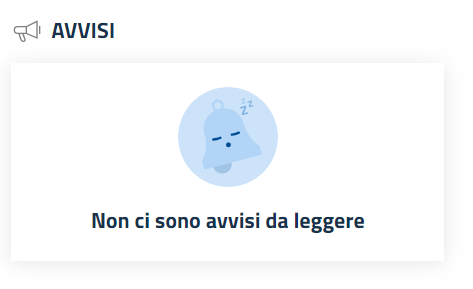 AVVISI
z z
z
Non ci sono avvisi da leggere